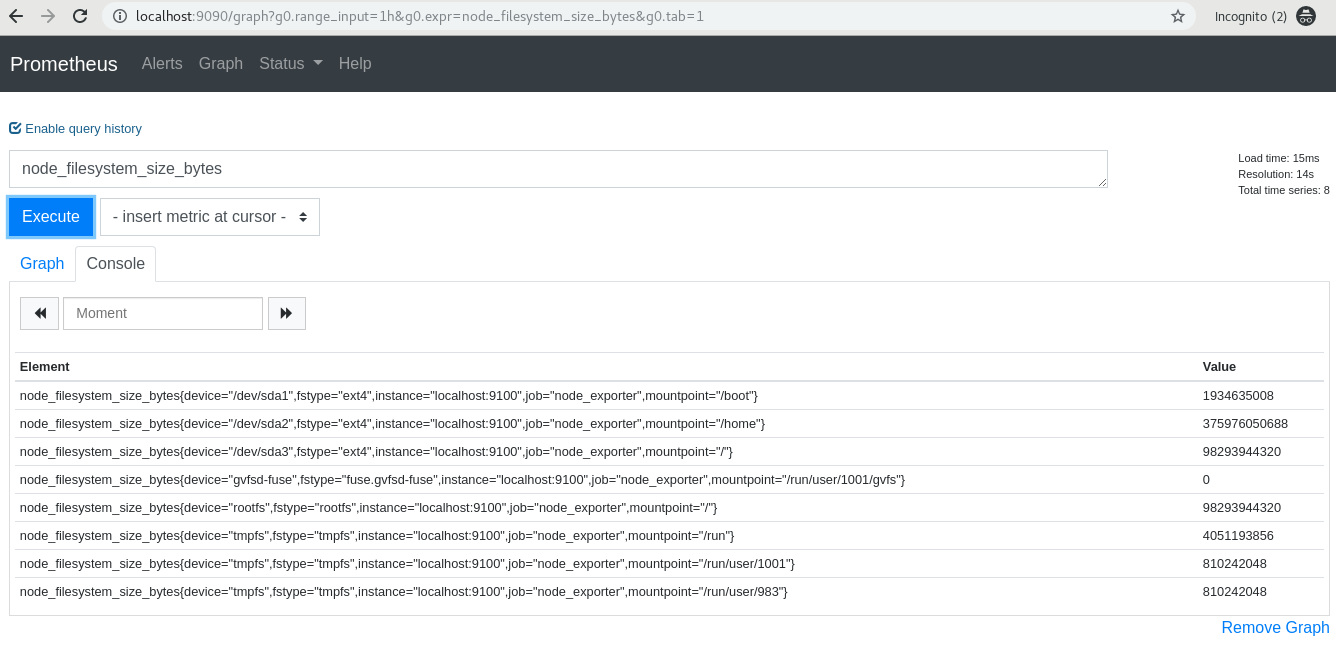 localhost:9090/graph?g0.range_input=1h&g0.expr=node_filesystem_size_bytes&g0.tab=1 Incognito (2)
Prometheus Alerts Graph Status Help
Enable query history
node_filesystem_size_bytes
Load time: 15ms
Resolution: 14s
Total time series: 8
Execute - insert metric at cursor -
Graph Console
Moment
Element Value
node_filesystem_size_bytes{device="/dev/sda1",fstype="ext4",instance="localhost:9100",job="node_exporter",mountpoint="/boot"} 1934635008
node_filesystem_size_bytes{device="/dev/sda2",fstype="ext4",instance="localhost:9100",job="node_exporter",mountpoint="/home"} 375976050688
node_filesystem_size_bytes{device="/dev/sda3",fstype="ext4",instance="localhost:9100",job="node_exporter",mountpoint="/"} 98293944320
node_filesystem_size_bytes{device="gvfsd-fuse",fstype="fuse.gvfsd-fuse",instance="localhost:9100",job="node_exporter",mountpoint="/run/user/1001/gvfs"} 0
node_filesystem_size_bytes{device="rootfs",fstype="rootfs",instance="localhost:9100",job="node_exporter",mountpoint="/"} 98293944320
node_filesystem_size_bytes{device="tmpfs",fstype="tmpfs",instance="localhost:9100",job="node_exporter",mountpoint="/run"} 4051193856
node_filesystem_size_bytes{device="tmpfs",fstype="tmpfs",instance="localhost:9100",job="node_exporter",mountpoint="/run/user/1001"} 810242048
node_filesystem_size_bytes{device="tmpfs",fstype="tmpfs",instance="localhost:9100",job="node_exporter",mountpoint="/run/user/983"} 810242048
Remove Graph